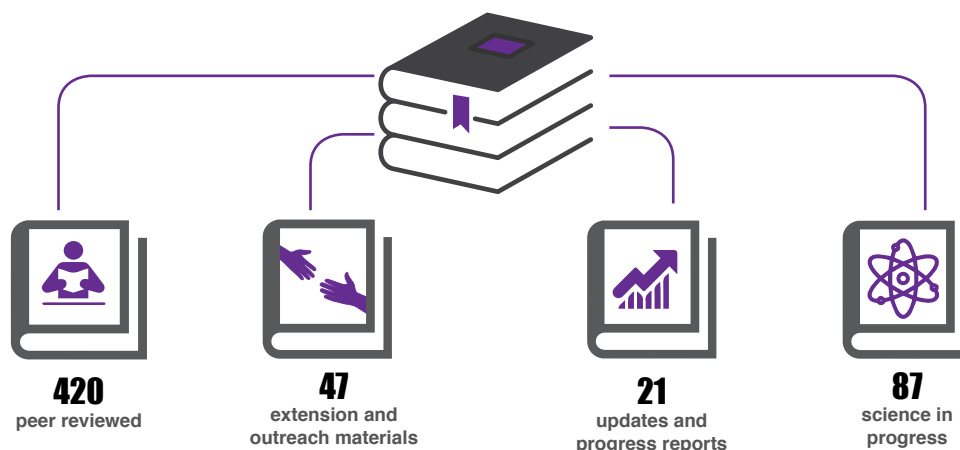 420
peer reviewed
47
extension and
outreach materials
21
updates and
progress reports
87
science in
progress